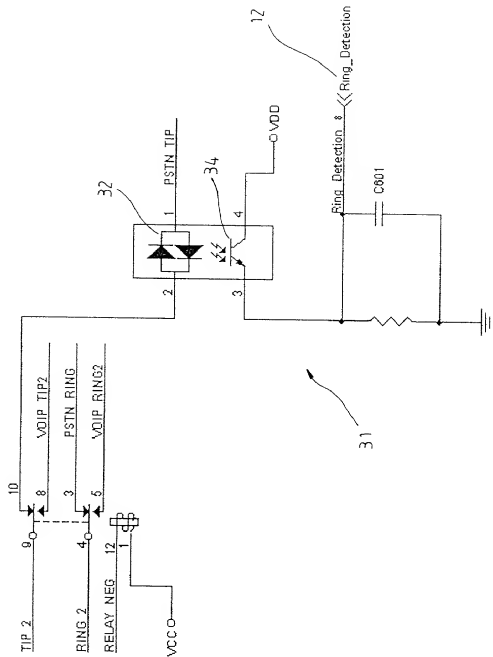 12
Ring_Detection
Ring_Detection
8
C601
PSTN TIP
VDD
32
34
1
2
4
3
31
10
VOIP TIP2
8
9
TIP 2
PSTN RING
3
VOIP RING2
5
4
RING 2
RELAY NEG
12
1
VCC